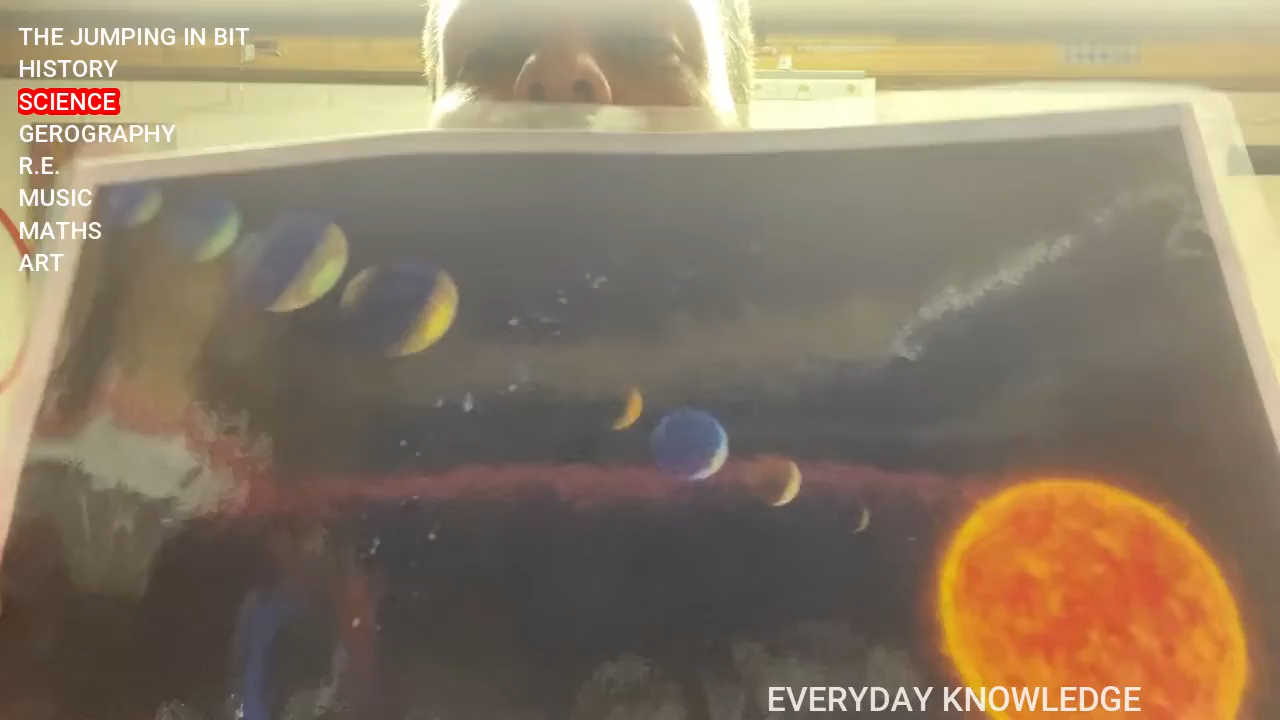 THE JUMPING IN BIT
HISTORY
SCIENCE
GEROGRAPHY
R.E.
MUSIC
MATHS
ART
EVERYDAY KNOWLEDGE